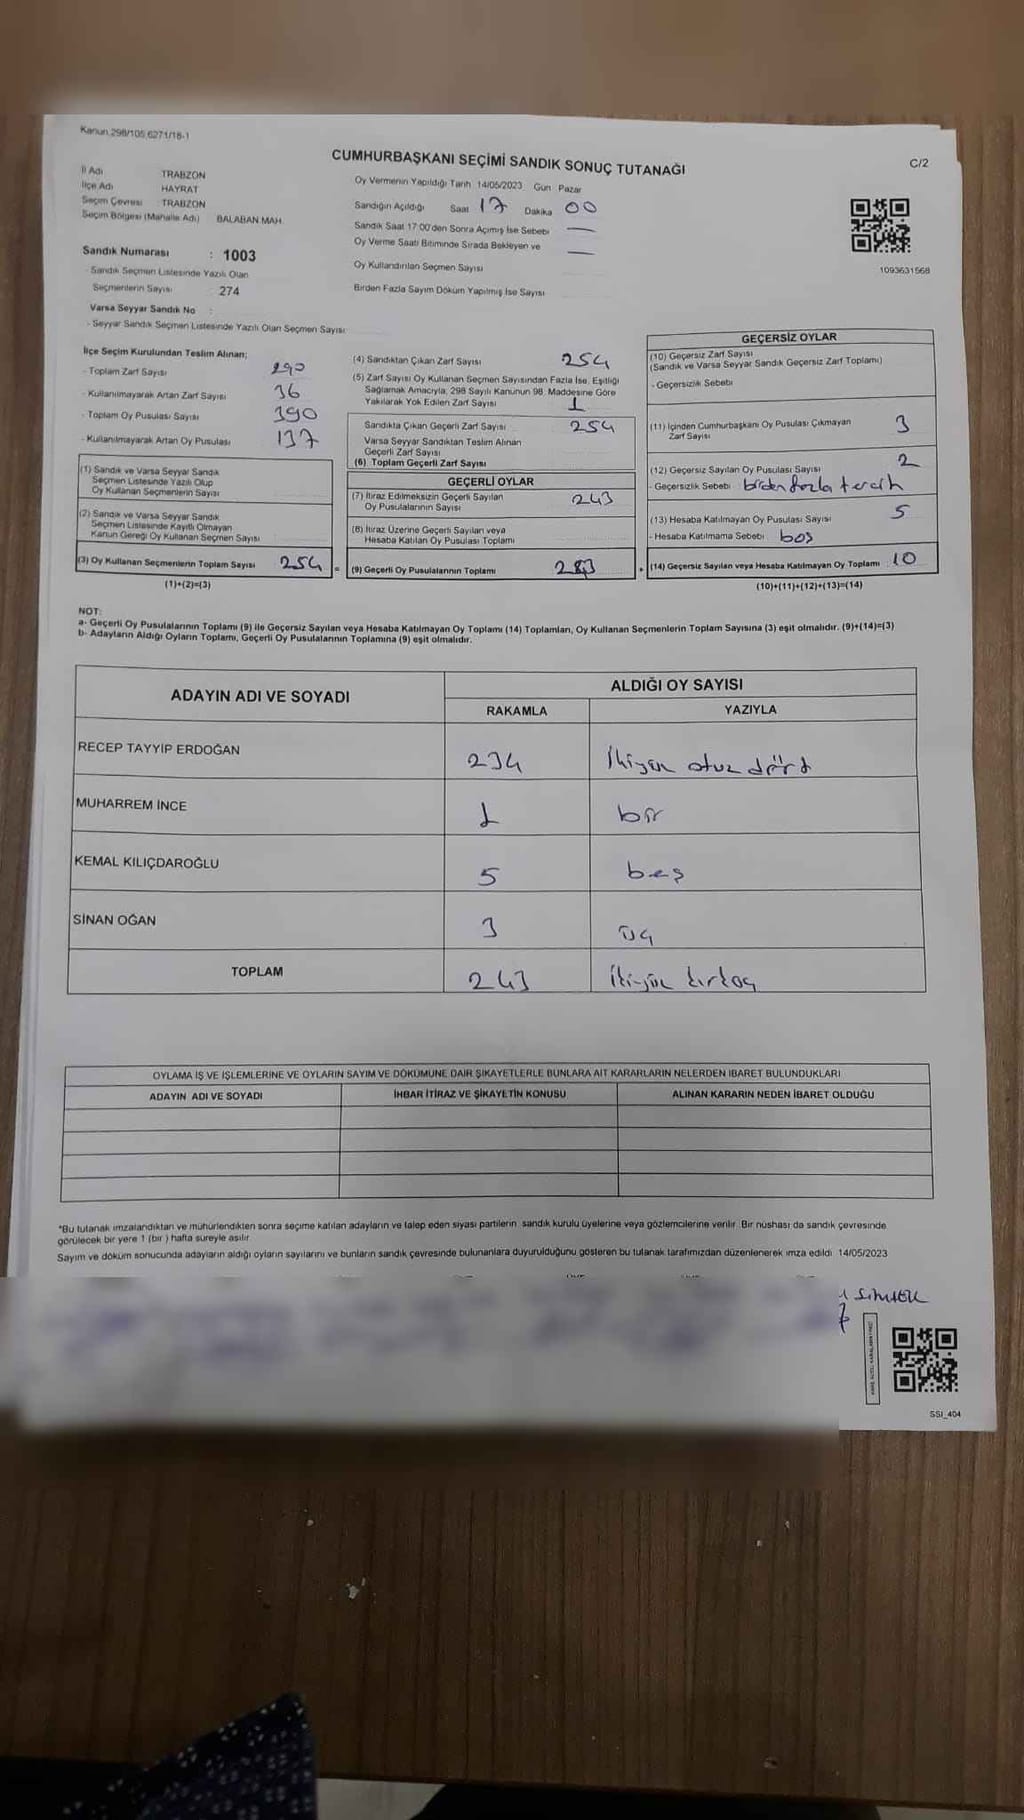 Kanun 298/105,6271/18-1
CUMHURBAŞKANI SEÇİMİ SANDIK SONUÇ TUTANAĞI
C/2
İl Adı TRABZON
İlçe Adı HAYRAT
Seçim Çevresi TRABZON
Seçim Bölgesi (Mahalle Adı) BALABAN MAH.
Sandık Numarası : 1003
- Sandık Seçmen Listesinde Yazılı Olan
Seçmenlerin Sayısı 274
Varsa Seyyar Sandık No :
- Seyyar Sandık Seçmen Listesinde Yazılı Olan Seçmen Sayısı
Oy Vermenin Yapıldığı Tarih 14/05/2023 Gün Pazar
Sandığın Açıldığı Saat 17 Dakika 00
Sandık Saat 17:00'den Sonra Açımış İse Sebebi —
Oy Verme Saati Bitiminde Sırada Bekleyen ve —
Oy Kullandırılan Seçmen Sayısı
Birden Fazla Sayım Döküm Yapılmış İse Sayısı
1093631568
İlçe Seçim Kurulundan Teslim Alınan;
- Toplam Zarf Sayısı 290
- Kullanılmayarak Artan Zarf Sayısı 36
- Toplam Oy Pusulası Sayısı 390
- Kullanılmayarak Artan Oy Pusulası 137
(1) Sandık ve Varsa Seyyar Sandık
Seçmen Listesinde Yazılı Olup
Oy Kullanan Seçmenlerin Sayısı
(2) Sandık ve Varsa Seyyar Sandık
Seçmen Listesinde Kayıtlı Olmayan
Kanun Gereği Oy Kullanan Seçmen Sayısı
(3) Oy Kullanan Seçmenlerin Toplam Sayısı 254
(1)+(2)=(3)
(4) Sandıktan Çıkan Zarf Sayısı 254
(5) Zarf Sayısı Oy Kullanan Seçmen Sayısından Fazla İse, Eşitliği
Sağlamak Amacıyla, 298 Sayılı Kanunun 98. Maddesine Göre
Yakılarak Yok Edilen Zarf Sayısı 1
Sandıkta Çıkan Geçerli Zarf Sayısı 254
Varsa Seyyar Sandıktan Teslim Alınan
Geçerli Zarf Sayısı
(6) Toplam Geçerli Zarf Sayısı
GEÇERLİ OYLAR
(7) İtiraz Edilmeksizin Geçerli Sayılan
Oy Pusulalarının Sayısı 243
(8) İtiraz Üzerine Geçerli Sayılan veya
Hesaba Katılan Oy Pusulası Toplamı
= (9) Geçerli Oy Pusulalarının Toplamı +
GEÇERSİZ OYLAR
(10) Geçersiz Zarf Sayısı
(Sandık ve Varsa Seyyar Sandık Geçersiz Zarf Toplamı)
- Geçersizlik Sebebi
(11) İçinden Cumhurbaşkanı Oy Pusulası Çıkmayan
Zarf Sayısı 3
(12) Geçersiz Sayılan Oy Pusulası Sayısı 2
- Geçersizlik Sebebi birden fazla tercih
(13) Hesaba Katılmayan Oy Pusulası Sayısı 5
- Hesaba Katılmama Sebebi boş
(14) Geçersiz Sayılan veya Hesaba Katılmayan Oy Toplamı 10
(10)+(11)+(12)+(13)=(14)
NOT:
a- Geçerli Oy Pusulalarının Toplamı (9) ile Geçersiz Sayılan veya Hesaba Katılmayan Oy Toplamı (14) Toplamları, Oy Kullanan Seçmenlerin Toplam Sayısına (3) eşit olmalıdır. (9)+(14)=(3)
b- Adayların Aldığı Oyların Toplamı, Geçerli Oy Pusulalarının Toplamına (9) eşit olmalıdır.
ADAYIN ADI VE SOYADI ALDIĞI OY SAYISI
RAKAMLA YAZIYLA
RECEP TAYYİP ERDOĞAN 234 İkiyüz otuz dört
MUHARREM İNCE 1 bir
KEMAL KILIÇDAROĞLU 5 beş
SİNAN OĞAN 3 üç
TOPLAM 243 İkiyüz kırküç
OYLAMA İŞ VE İŞLEMLERİNE VE OYLARIN SAYIM VE DÖKÜMÜNE DAİR ŞİKAYETLERLE BUNLARA AİT KARARLARIN NELERDEN İBARET BULUNDUKLARI
ADAYIN ADI VE SOYADI İHBAR İTİRAZ VE ŞİKAYETİN KONUSU ALINAN KARARIN NEDEN İBARET OLDUĞU
*Bu tutanak imzalandıktan ve mühürlendikten sonra seçime katılan adayların ve talep eden siyasi partilerin sandık kurulu üyelerine veya gözlemcilerine verilir. Bir nüshası da sandık çevresinde
görülecek bir yere 1 (bir ) hafta süreyle asılır.
Sayım ve döküm sonucunda adayların aldığı oyların sayılarını ve bunların sandık çevresinde bulunanlara duyurulduğunu gösteren bu tutanak tarafımızdan düzenlenerek imza edildi. 14/05/2023
SSI_404